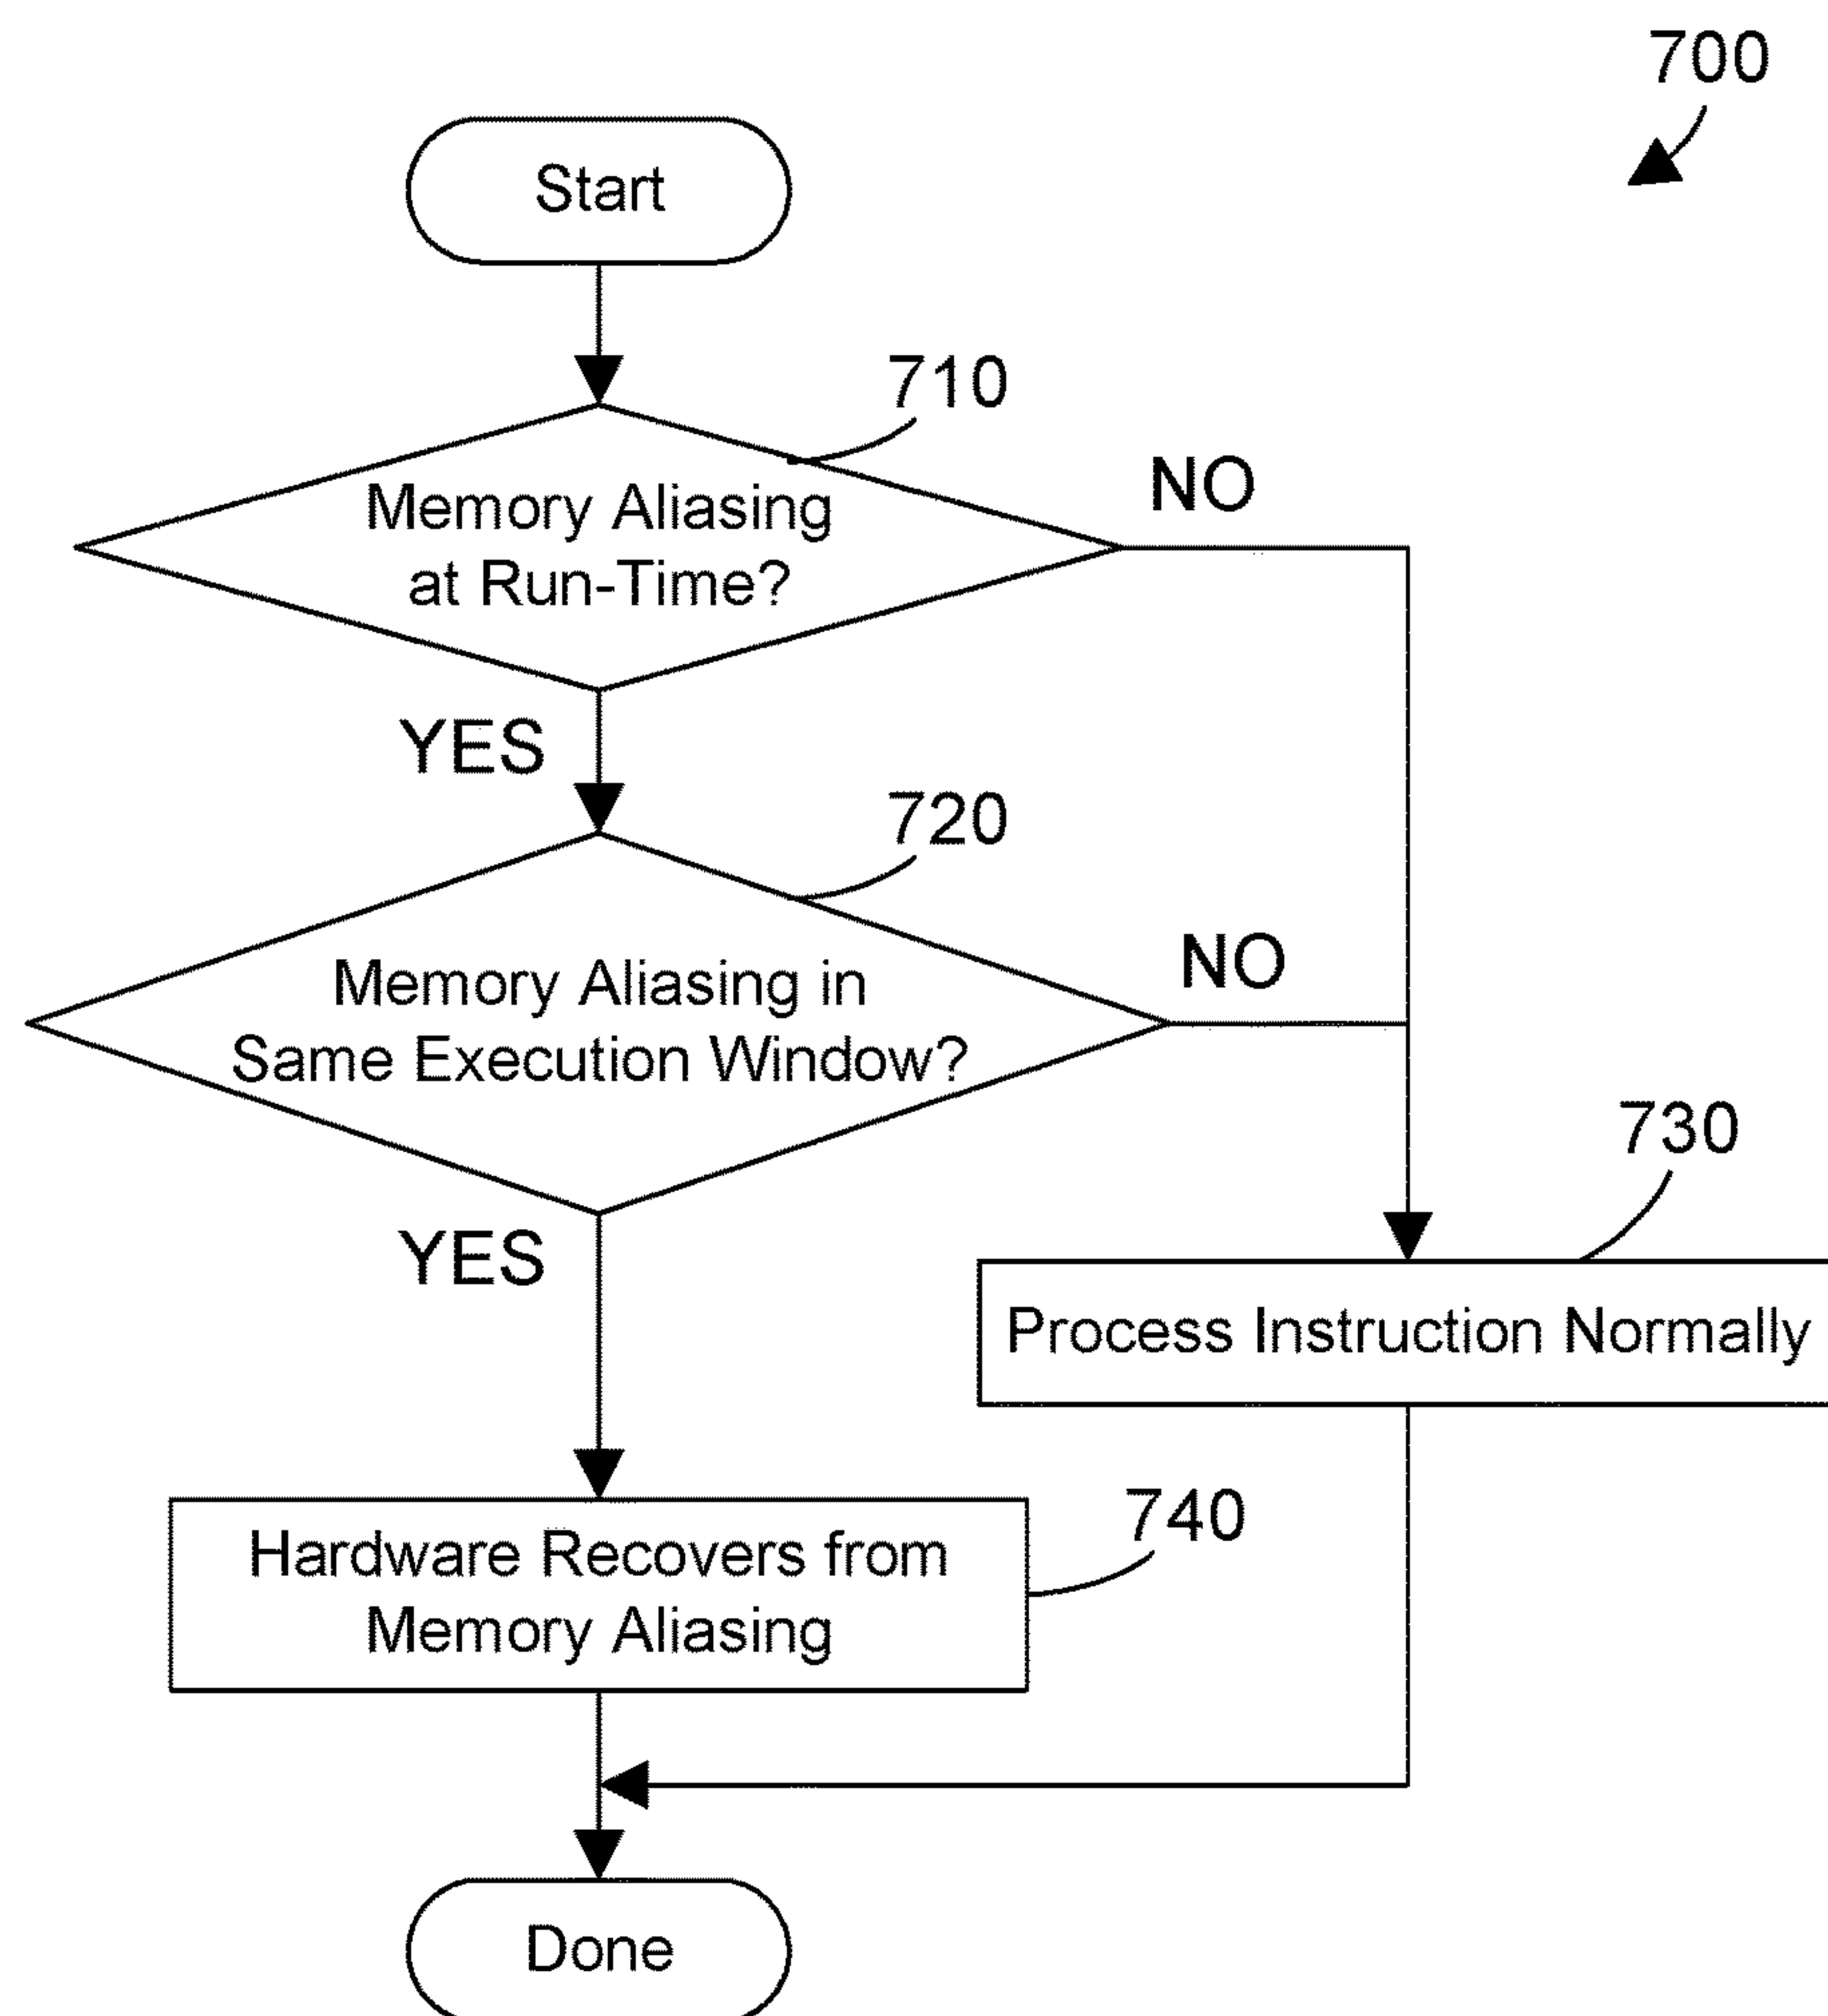 700
Start
710
Memory Aliasing
at Run-Time?
NO
YES
720
Memory Aliasing in
Same Execution Window?
NO
YES
730
Process Instruction Normally
740
Hardware Recovers from
Memory Aliasing
Done